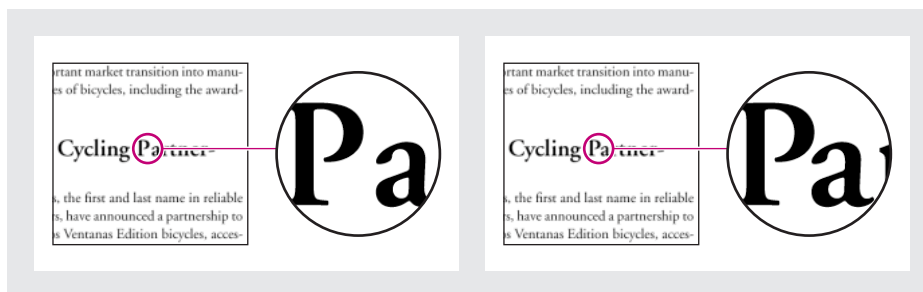 rtant market transition into manu-
es of bicycles, including the award-
Cycling Partner-
s, the first and last name in reliable
s, have announced a partnership to
s Ventanas Edition bicycles, acces-
Pa
rtant market transition into manu-
es of bicycles, including the award-
Cycling Partner-
s, the first and last name in reliable
s, have announced a partnership to
s Ventanas Edition bicycles, acces-
Pa